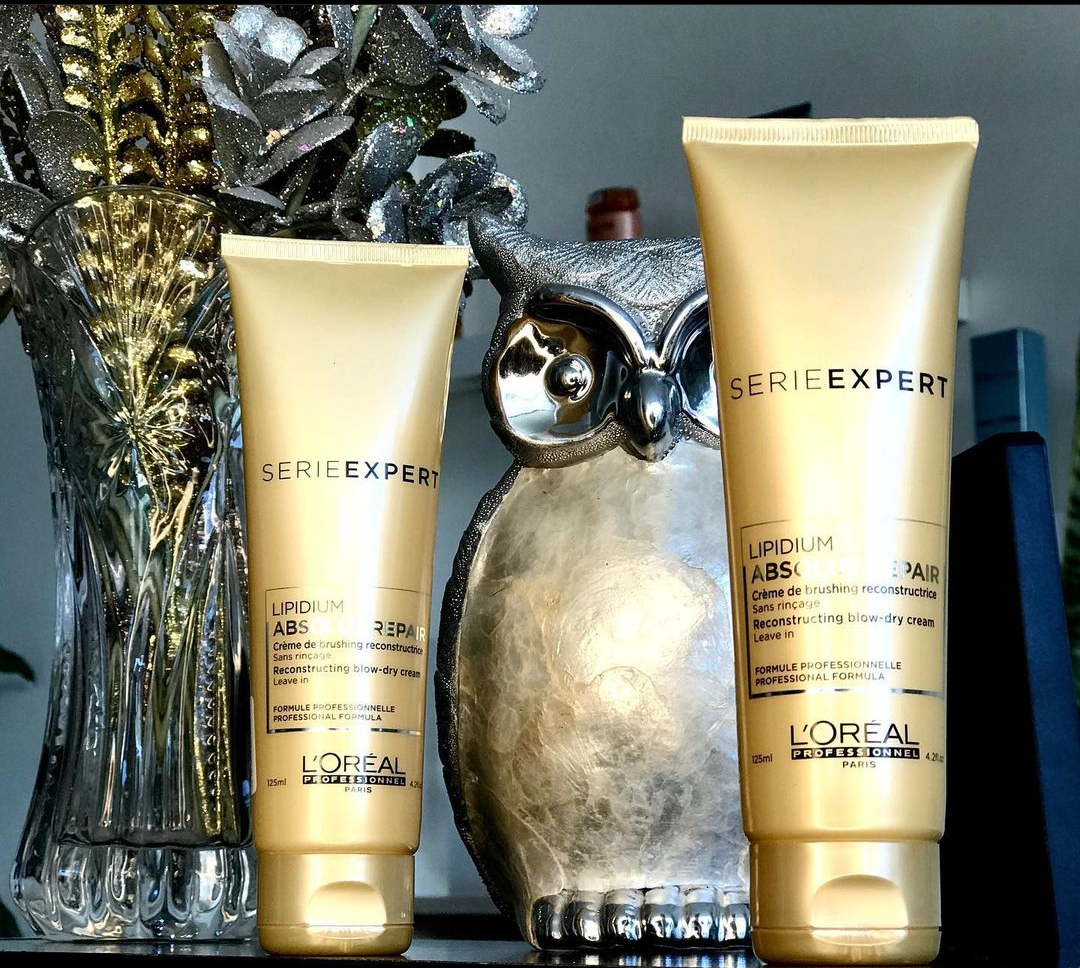 SERIEEXPERT
LIPIDIUM
ABSOLUT REPAIR
Crème de brushing reconstructrice
Sans rinçage
Reconstructing blow-dry cream
Leave in
FORMULE PROFESSIONNELLE
PROFESSIONAL FORMULA
L'ORÉAL
PROFESSIONNEL
PARIS
125ml
SERIEEXPERT
LIPIDIUM
REPAIR
Crème de brushing reconstructrice
Sans rinçage
Reconstructing blow-dry cream
Leave in
FORMULE PROFESSIONNELLE
PROFESSIONAL FORMULA
L'ORÉAL
PROFESSIONNEL
PARIS
125ml